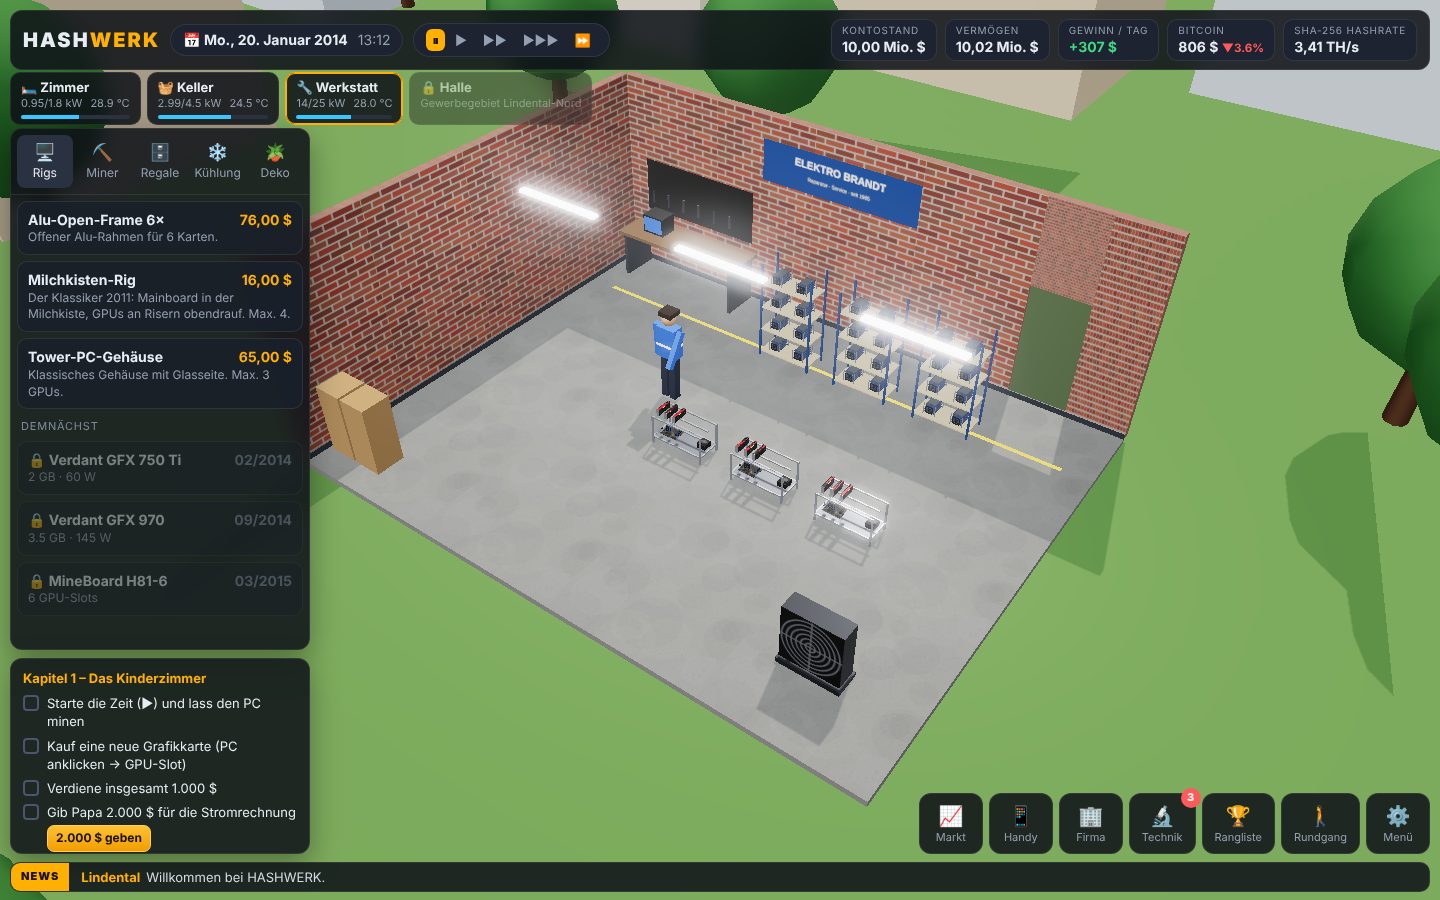 HASHWERK
Mo., 20. Januar 2014 13:12
KONTOSTAND
10,00 Mio. $
VERMÖGEN
10,02 Mio. $
GEWINN / TAG
+307 $
BITCOIN
806 $ ▼3.6%
SHA-256 HASHRATE
3,41 TH/s
Zimmer
0.95/1.8 kW 28.9 °C
Keller
2.99/4.5 kW 24.5 °C
Werkstatt
14/25 kW 28.0 °C
Halle
Gewerbegebiet Lindental-Nord
Rigs
Miner
Regale
Kühlung
Deko
Alu-Open-Frame 6× 76,00 $
Offener Alu-Rahmen für 6 Karten.
Milchkisten-Rig 16,00 $
Der Klassiker 2011: Mainboard in der
Milchkiste, GPUs an Risern obendrauf. Max. 4.
Tower-PC-Gehäuse 65,00 $
Klassisches Gehäuse mit Glasseite. Max. 3
GPUs.
DEMNÄCHST
Verdant GFX 750 Ti 02/2014
2 GB · 60 W
Verdant GFX 970 09/2014
3.5 GB · 145 W
MineBoard H81-6 03/2015
6 GPU-Slots
ELEKTRO BRANDT
Reparatur · Service · seit 1985
Kapitel 1 – Das Kinderzimmer
Starte die Zeit (▶) und lass den PC
minen
Kauf eine neue Grafikkarte (PC
anklicken → GPU-Slot)
Verdiene insgesamt 1.000 $
Gib Papa 2.000 $ für die Stromrechnung
2.000 $ geben
Markt
Handy
Firma
3
Technik
Rangliste
Rundgang
Menü
NEWS Lindental Willkommen bei HASHWERK.